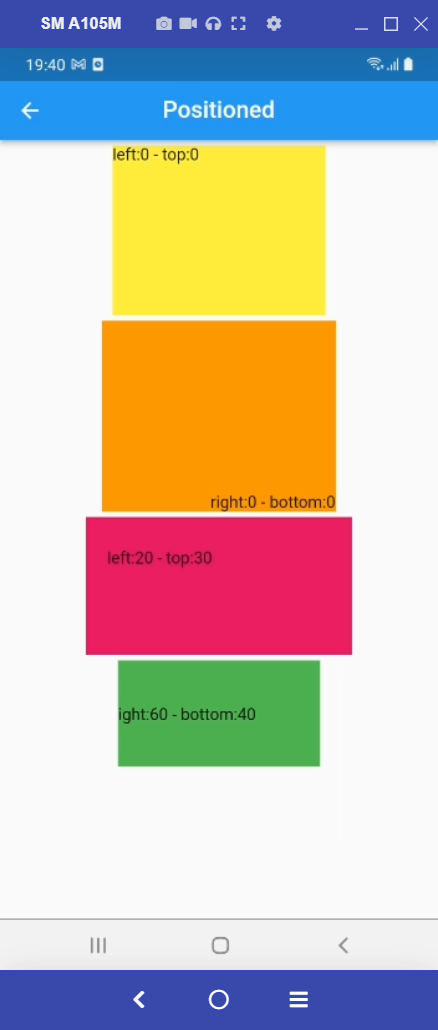 SM A105M
19:40
Positioned
left:0 - top:0
right:0 - bottom:0
left:20 - top:30
ight:60 - bottom:40